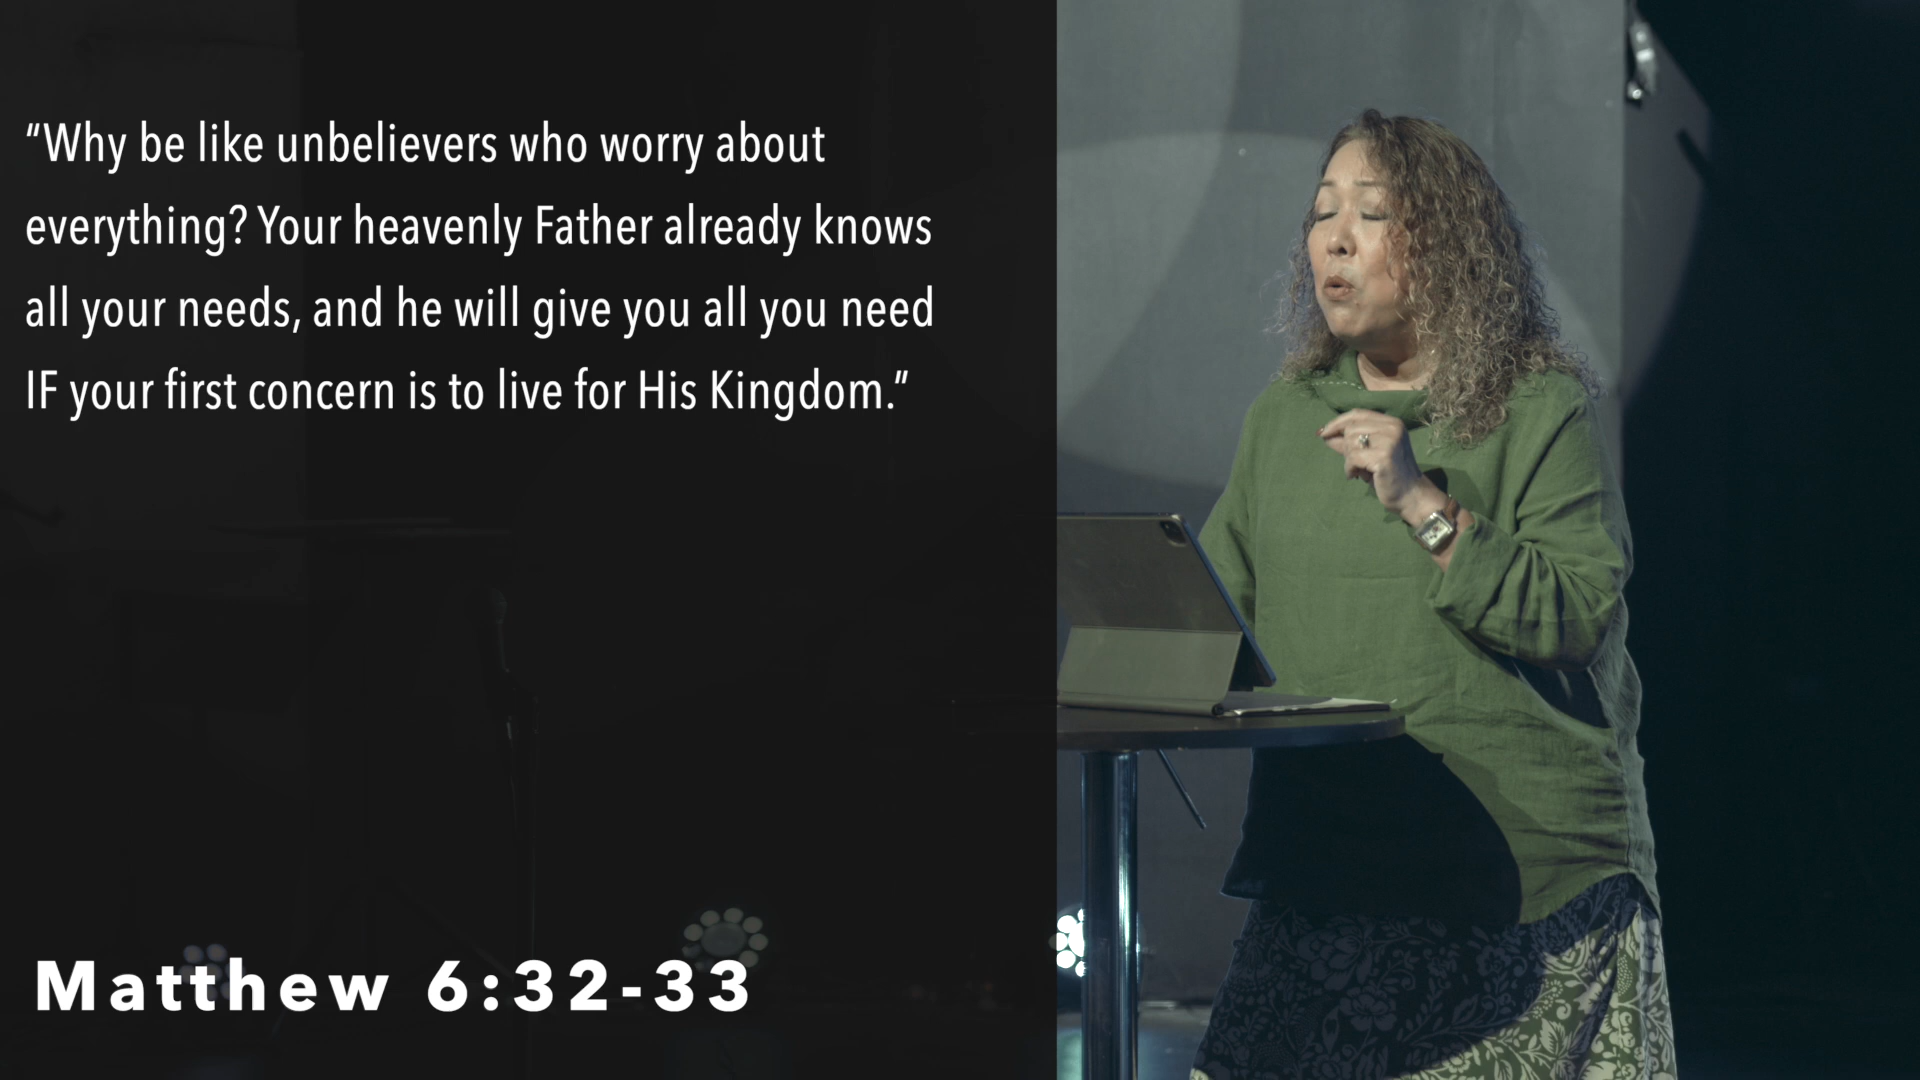 “Why be like unbelievers who worry about
everything? Your heavenly Father already knows
all your needs, and he will give you all you need
IF your first concern is to live for His Kingdom.”
Matthew 6:32-33